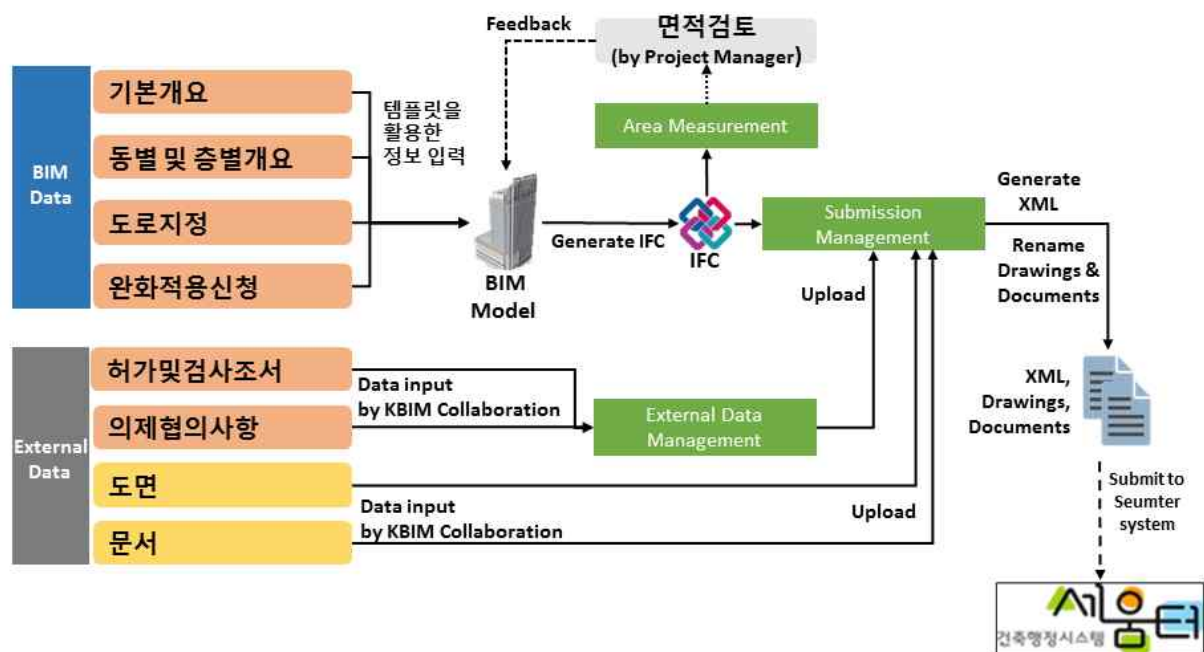 Feedback
면적검토
(by Project Manager)
BIM
Data
기본개요
동별 및 층별개요
도로지정
완화적용신청
템플릿을
활용한
정보 입력
Area Measurement
BIM
Model
Generate IFC
IFC
Submission
Management
Generate
XML
Rename
Drawings &
Documents
Upload
External
Data
허가및검사조서
의제협의사항
도면
문서
Data input
by KBIM Collaboration
External Data
Management
Data input
by KBIM Collaboration
Upload
XML,
Drawings,
Documents
Submit to
Seumter
system
세움터
건축행정시스템